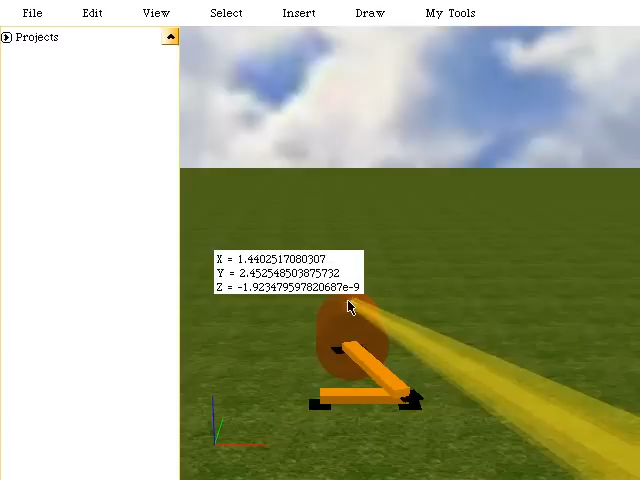 File Edit View Select Insert Draw My Tools
Projects
X = 1.4402517080307
Y = 2.452548503875732
Z = -1.923479597820687e-9